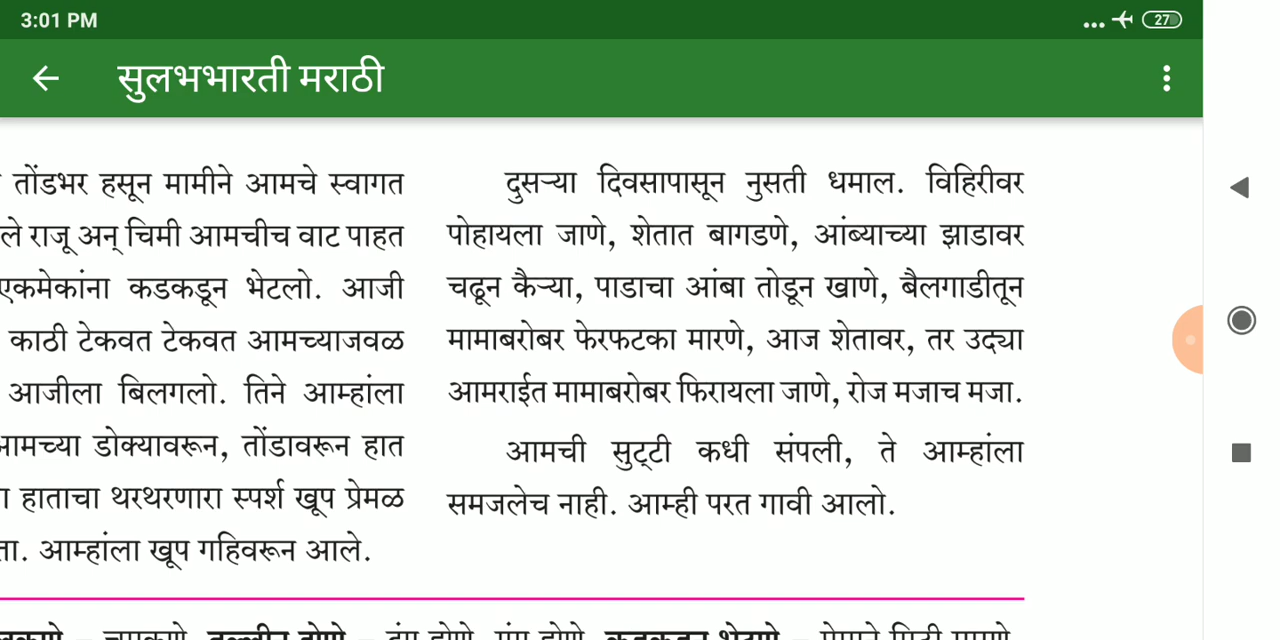 3:01 PM
27
सुलभभारती मराठी
तोंडभर हसून मामीने आमचे स्वागत
राजू अन् चिमी आमचीच वाट पाहत
एकमेकांना कडकडून भेटलो. आजी
काठी टेकवत टेकवत आमच्याजवळ
आजीला बिलगलो. तिने आम्हांला
आमच्या डोक्यावरून, तोंडावरून हात
हाताचा थरथरणारा स्पर्श खूप प्रेमळ
आम्हांला खूप गहिवरून आले.
दुसऱ्या दिवसापासून नुसती धमाल. विहिरीवर
पोहायला जाणे, शेतात बागडणे, आंब्याच्या झाडावर
चढून कैऱ्या, पाडाचा आंबा तोडून खाणे, बैलगाडीतून
मामाबरोबर फेरफटका मारणे, आज शेतावर, तर उद्या
आमराईत मामाबरोबर फिरायला जाणे, रोज मजाच मजा.
आमची सुट्टी कधी संपली, ते आम्हांला
समजलेच नाही. आम्ही परत गावी आलो.